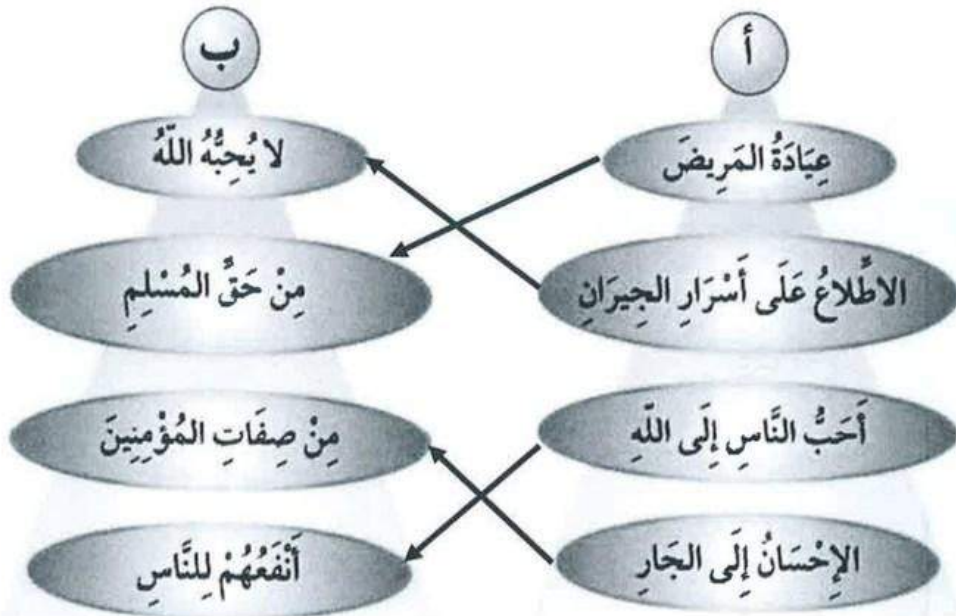 أ ب
عِيَادَةُ المَرِيضَ لا يُحِبُّهُ اللّهُ
الاطِّلاعُ عَلَى أَسْرَارِ الجِيرَانِ مِنْ حَقِّ المُسْلِمِ
أَحَبُّ النَّاسِ إِلَى اللّهِ مِنْ صِفَاتِ المُؤْمِنِينَ
الإِحْسَانُ إِلَى الجَارِ أَنْفَعُهُمْ لِلنَّاسِ